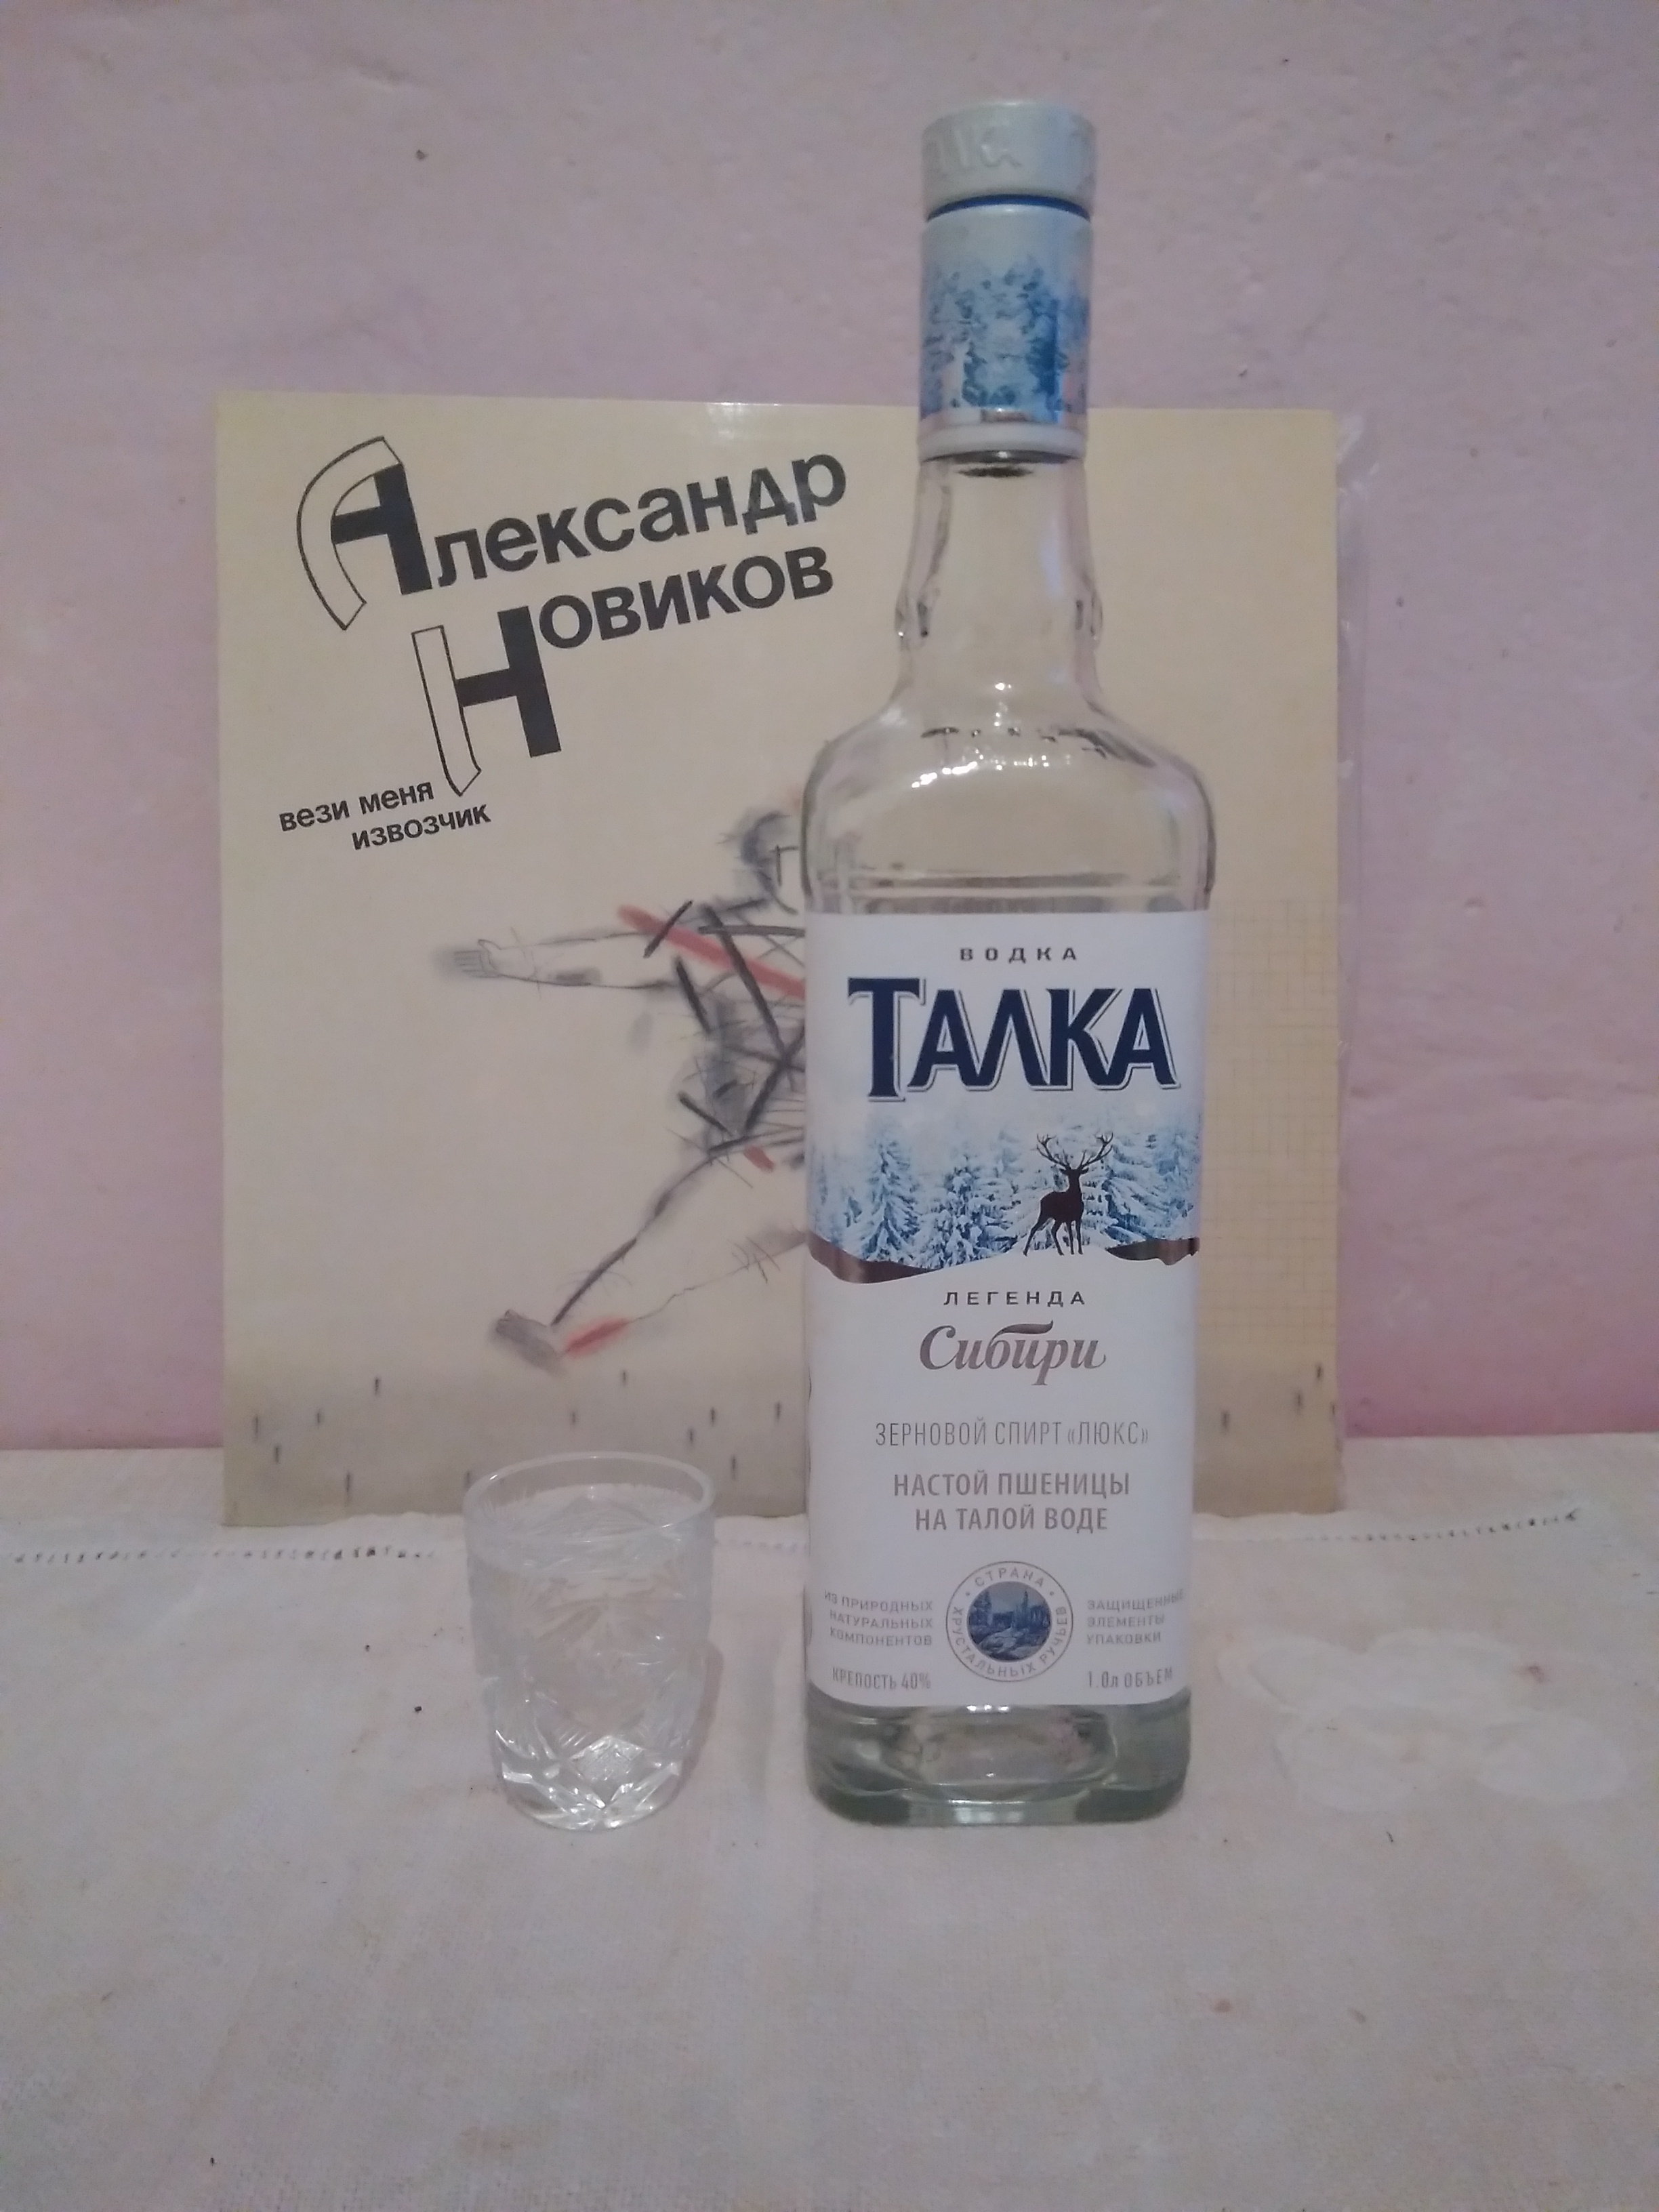 Александр
Новиков
вези меня
извозчик
ВОДКА
ТАЛКА
ЛЕГЕНДА
Сибири
ЗЕРНОВОЙ СПИРТ «ЛЮКС»
НАСТОЙ ПШЕНИЦЫ
НА ТАЛОЙ ВОДЕ
ИЗ ПРИРОДНЫХ
НАТУРАЛЬНЫХ
КОМПОНЕНТОВ
СТРАНА
ХРУСТАЛЬНЫХ РУЧЬЕВ
ЗАЩИЩЕННЫЕ
ЭЛЕМЕНТЫ
УПАКОВКИ
КРЕПОСТЬ 40%
1.0л ОБЪЕМ